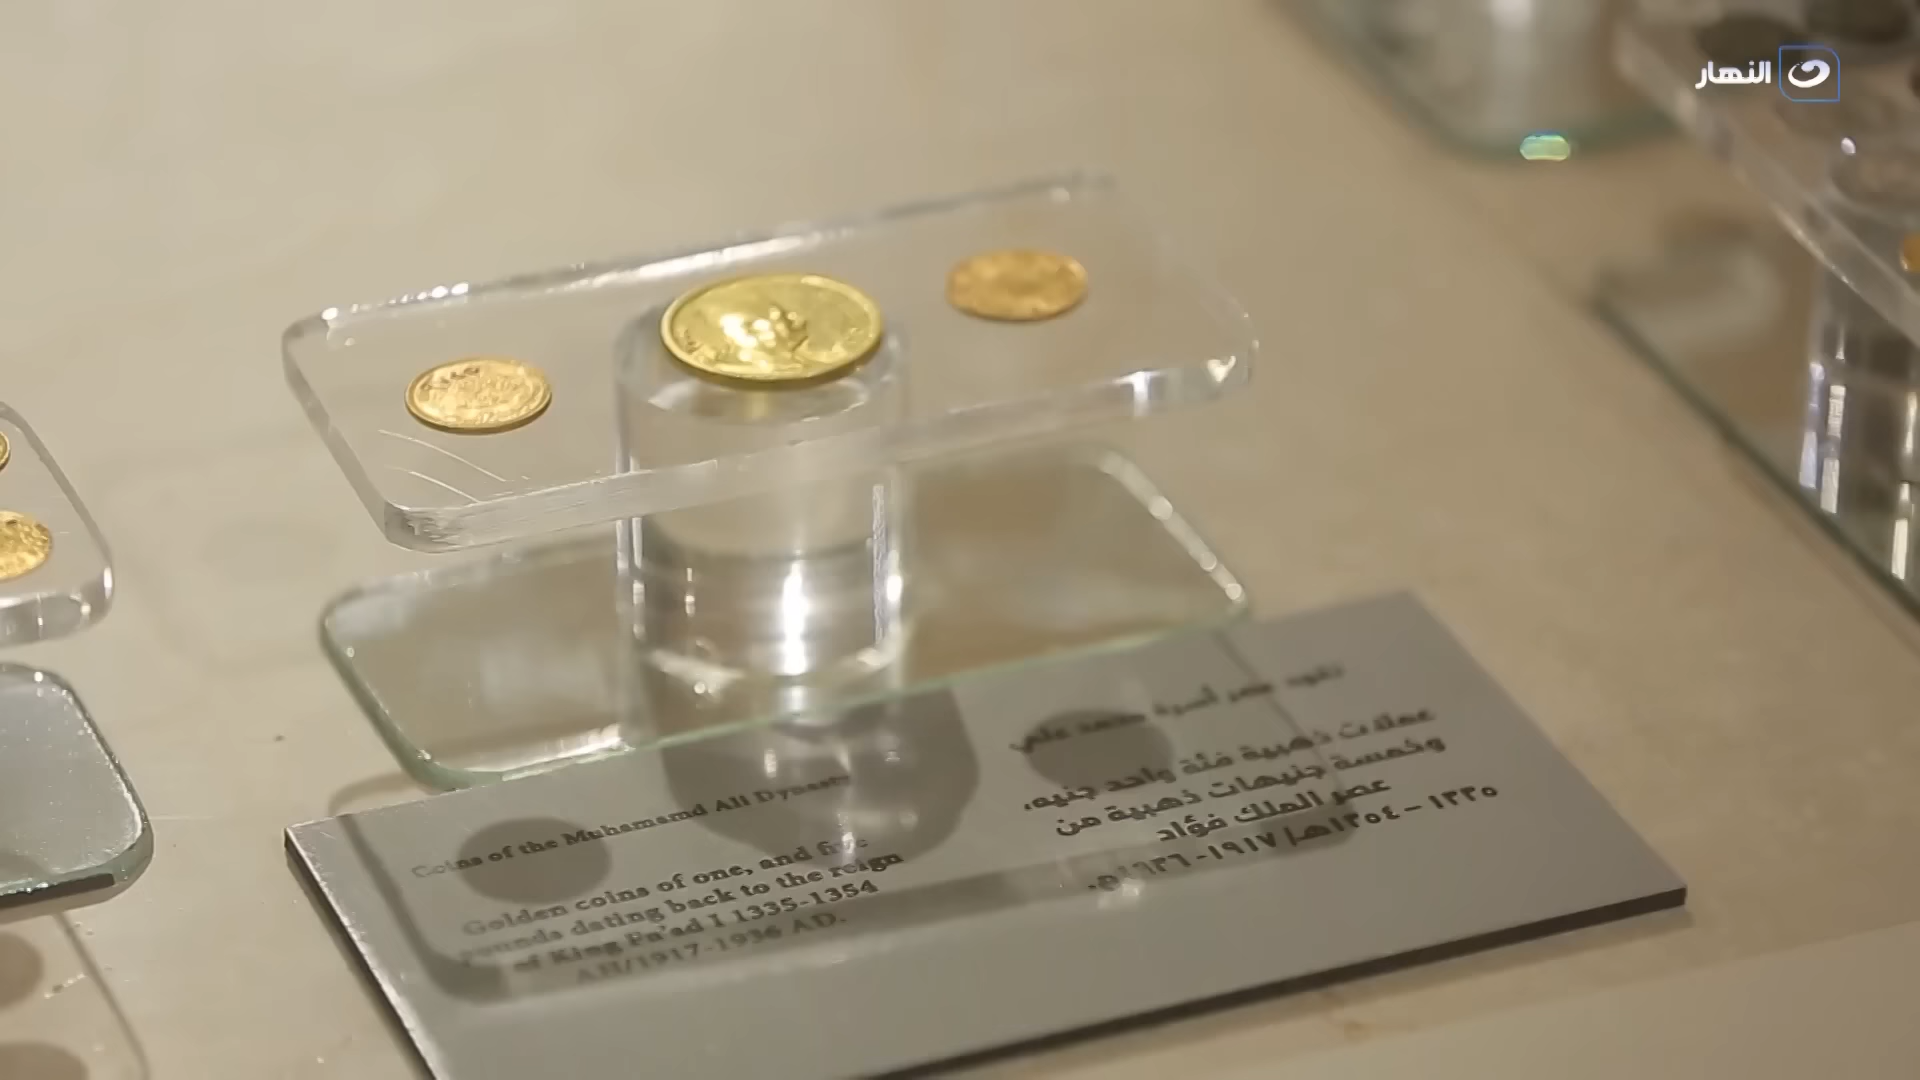 النهار
Coins of the Muhamamd Ali Dynasty
Golden coins of one, and five
pounds dating back to the reign
of King Fu'ad I 1335-1354
AH/1917-1936 AD.
نقود عصر أسرة محمد علي
عملات ذهبية فئة واحد جنيه،
وخمسة جنيهات ذهبية من
عصر الملك فؤاد
١٣٣٥ – ١٣٥٤هـ/ ١٩١٧ - ١٩٣٦م.